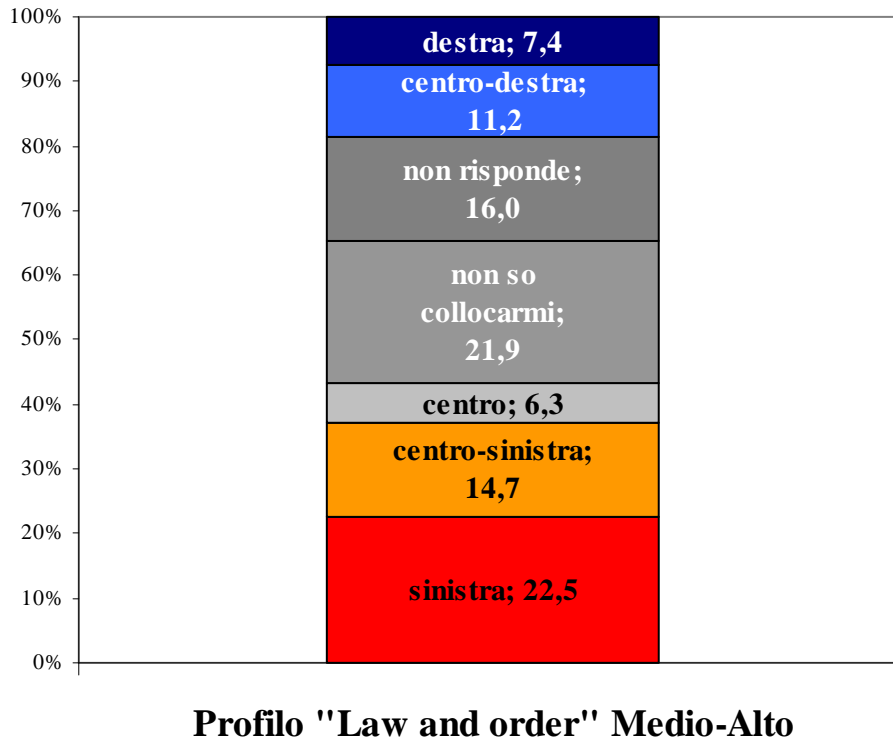 100%
90%
80%
70%
60%
50%
40%
30%
20%
10%
0%
destra; 7,4
centro-destra;
11,2
non risponde;
16,0
non so
collocarmi;
21,9
centro; 6,3
centro-sinistra;
14,7
sinistra; 22,5
Profilo "Law and order" Medio-Alto